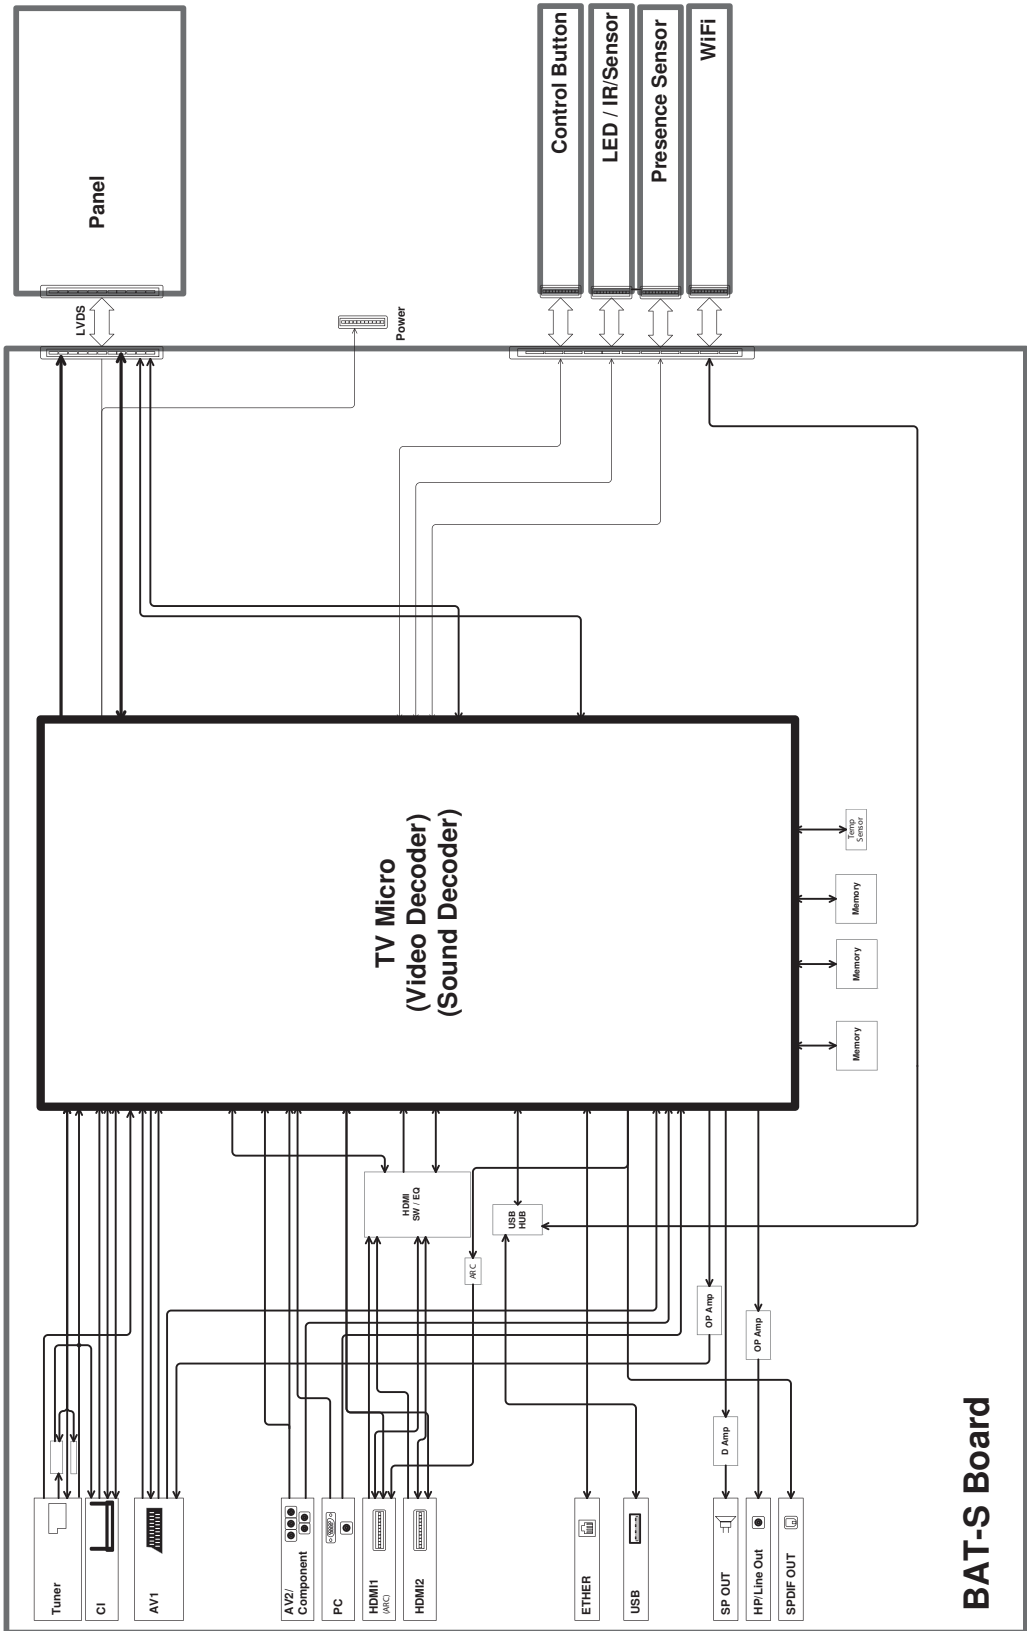 Panel
LVDS
Power
Control Button
LED / IR/Sensor
Presence Sensor
WiFi
TV Micro
(Video Decoder)
(Sound Decoder)
Temp
Sensor
Memory
Memory
Memory
HDMI
SW / EQ
USB
HUB
ARC
OP Amp
OP Amp
D Amp
Tuner
CI
AV1
AV2/
Component
PC
HDMI1
(ARC)
HDMI2
ETHER
USB
SP OUT
HP/Line Out
SPDIF OUT
BAT-S Board